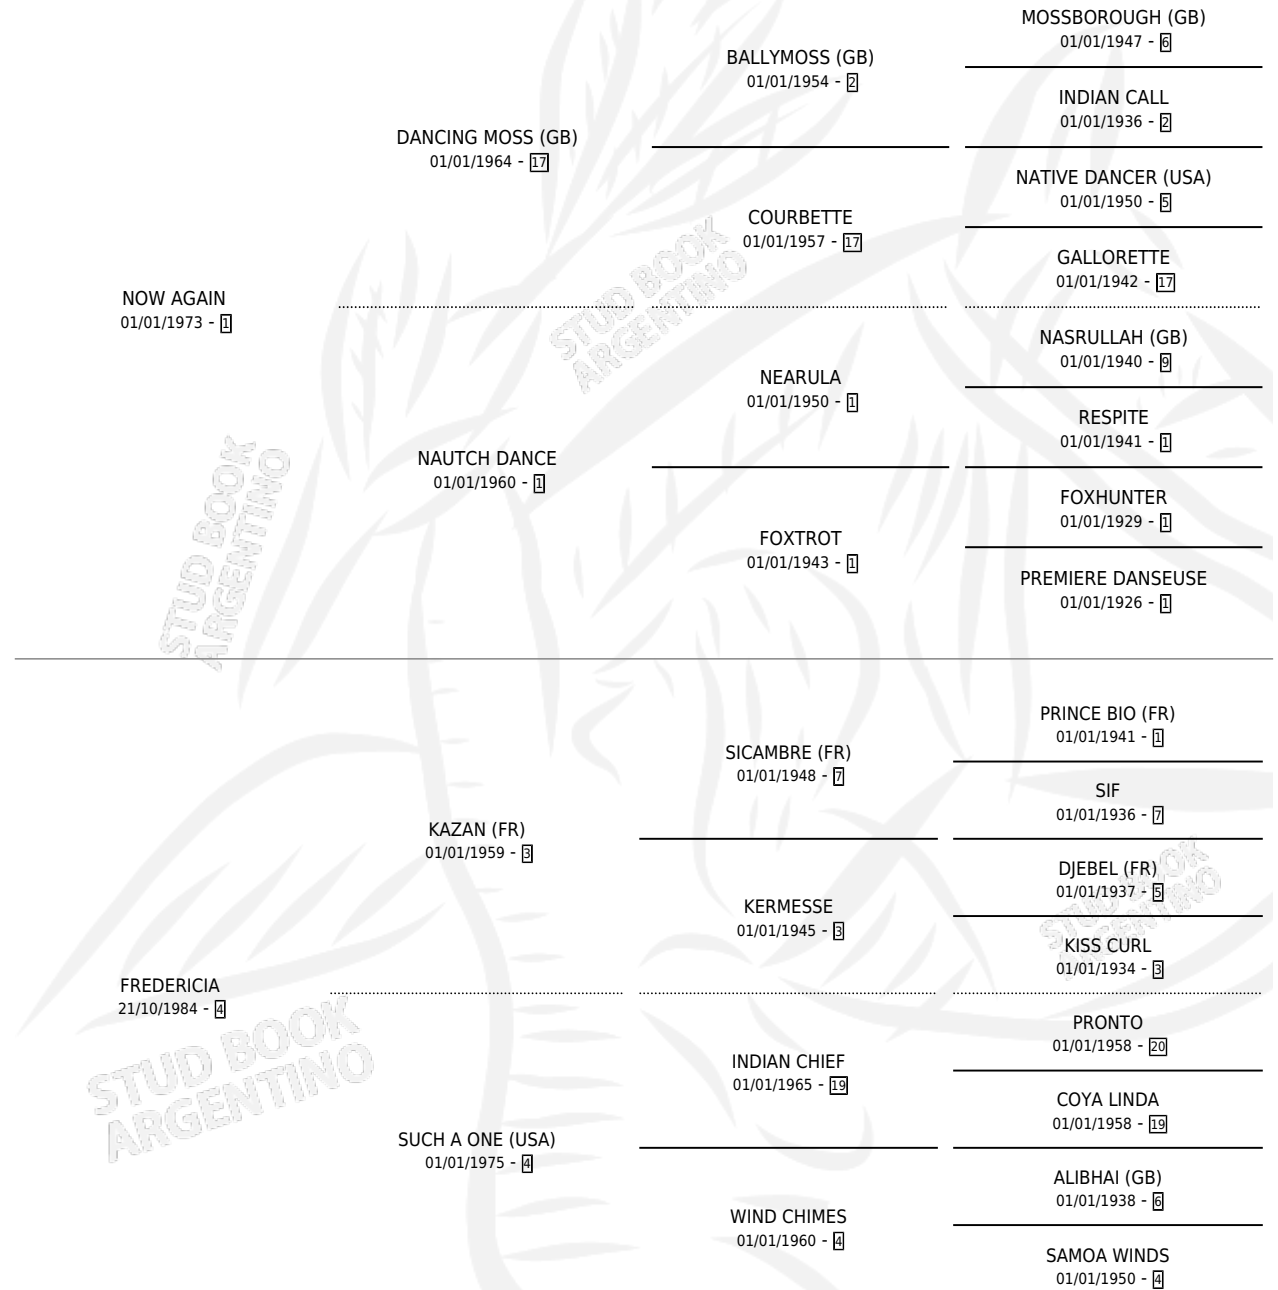 MOSSBOROUGH (GB)
01/01/1947 - 6
BALLYMOSS (GB)
01/01/1954 - 2
INDIAN CALL
01/01/1936 - 2
DANCING MOSS (GB)
01/01/1964 - 17
NATIVE DANCER (USA)
01/01/1950 - 5
COURBETTE
01/01/1957 - 17
GALLORETTE
01/01/1942 - 17
NOW AGAIN
01/01/1973 - 1
NASRULLAH (GB)
01/01/1940 - 9
NEARULA
01/01/1950 - 1
RESPITE
01/01/1941 - 1
NAUTCH DANCE
01/01/1960 - 1
FOXHUNTER
01/01/1929 - 1
FOXTROT
01/01/1943 - 1
PREMIERE DANSEUSE
01/01/1926 - 1
STUD BOOK
ARGENTINO
STUD BOOK
ARGENTINO
PRINCE BIO (FR)
01/01/1941 - 1
SICAMBRE (FR)
01/01/1948 - 7
SIF
01/01/1936 - 7
KAZAN (FR)
01/01/1959 - 3
DJEBEL (FR)
01/01/1937 - 5
KERMESSE
01/01/1945 - 3
KISS CURL
01/01/1934 - 3
FREDERICIA
21/10/1984 - 4
PRONTO
01/01/1958 - 20
INDIAN CHIEF
01/01/1965 - 19
COYA LINDA
01/01/1958 - 19
SUCH A ONE (USA)
01/01/1975 - 4
ALIBHAI (GB)
01/01/1938 - 6
WIND CHIMES
01/01/1960 - 4
SAMOA WINDS
01/01/1950 - 4
STUD BOOK
ARGENTINO
STUD BOOK
ARGENTINO